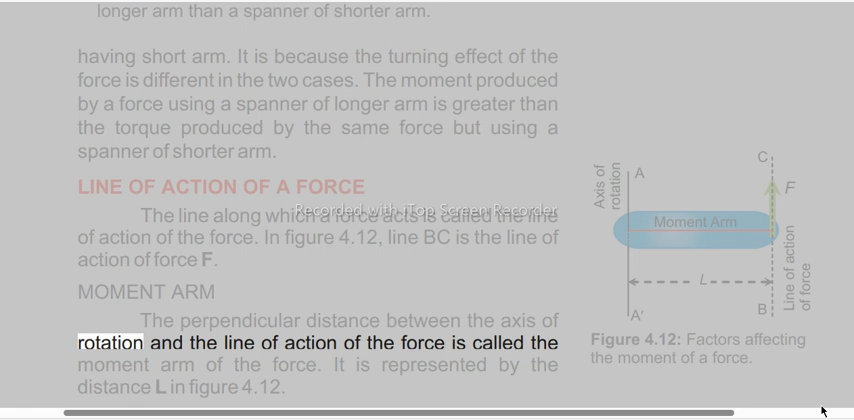 longer arm than a spanner of shorter arm.
having short arm. It is because the turning effect of the
force is different in the two cases. The moment produced
by a force using a spanner of longer arm is greater than
the torque produced by the same force but using a
spanner of shorter arm.
LINE OF ACTION OF A FORCE
The line along which a force acts is called the line
of action of the force. In figure 4.12, line BC is the line of
action of force F.
MOMENT ARM
The perpendicular distance between the axis of
rotation and the line of action of the force is called the
moment arm of the force. It is represented by the
distance L in figure 4.12.
Recorded with iTop Screen Recorder
Axis of
rotation
A
C
F
Moment Arm
L
A'
B
Line of action
of force
Figure 4.12: Factors affecting
the moment of a force.